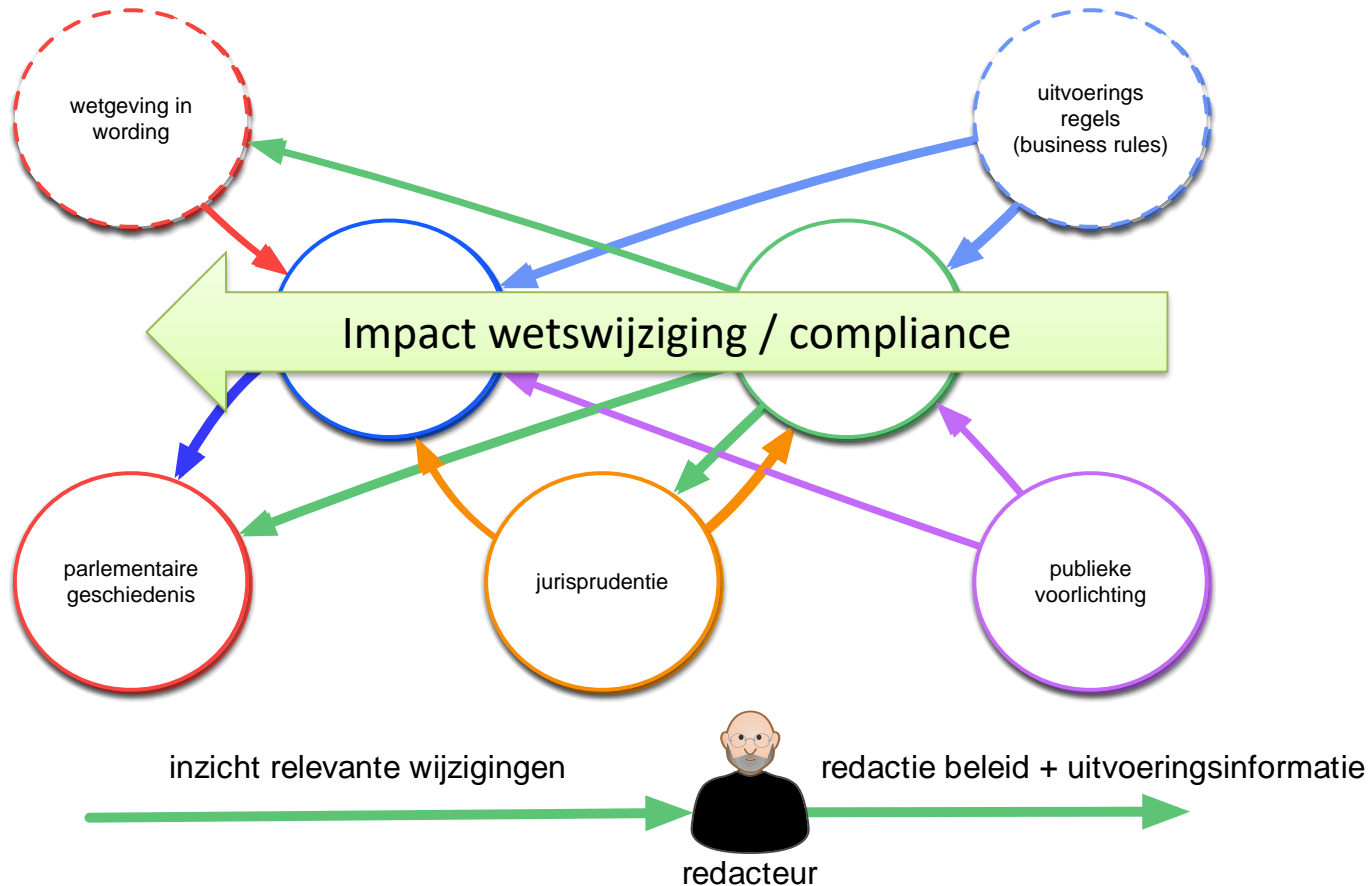 wetgeving in
wording
uitvoerings
regels
(business rules)
Impact wetswijziging / compliance
parlementaire
geschiedenis
jurisprudentie
publieke
voorlichting
inzicht relevante wijzigingen
redactie beleid + uitvoeringsinformatie
redacteur